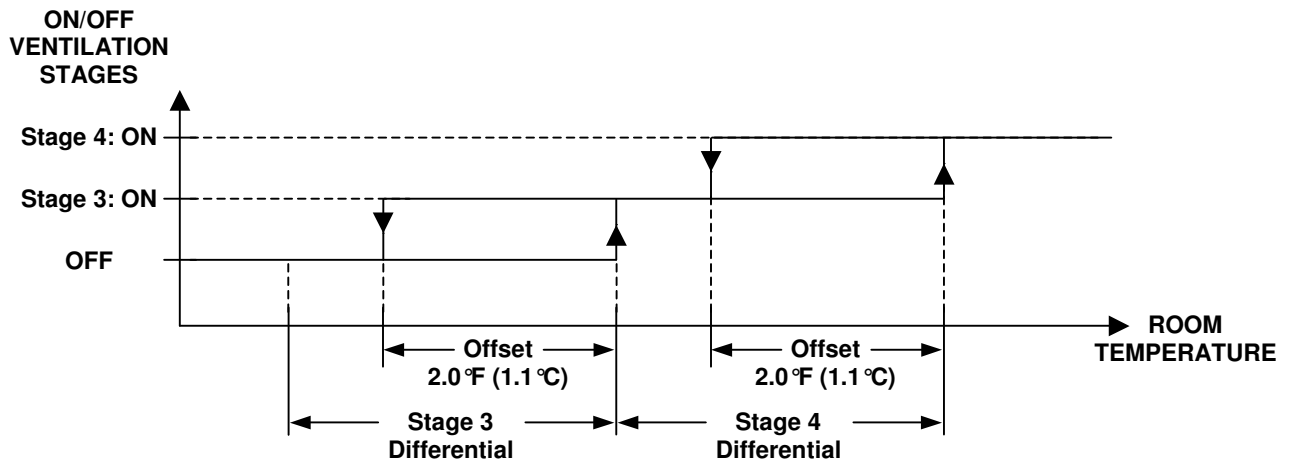 ON/OFF
VENTILATION
STAGES
Stage 4: ON
Stage 3: ON
OFF
ROOM
TEMPERATURE
Offset
2.0°F (1.1°C)
Offset
2.0°F (1.1°C)
Stage 3
Differential
Stage 4
Differential